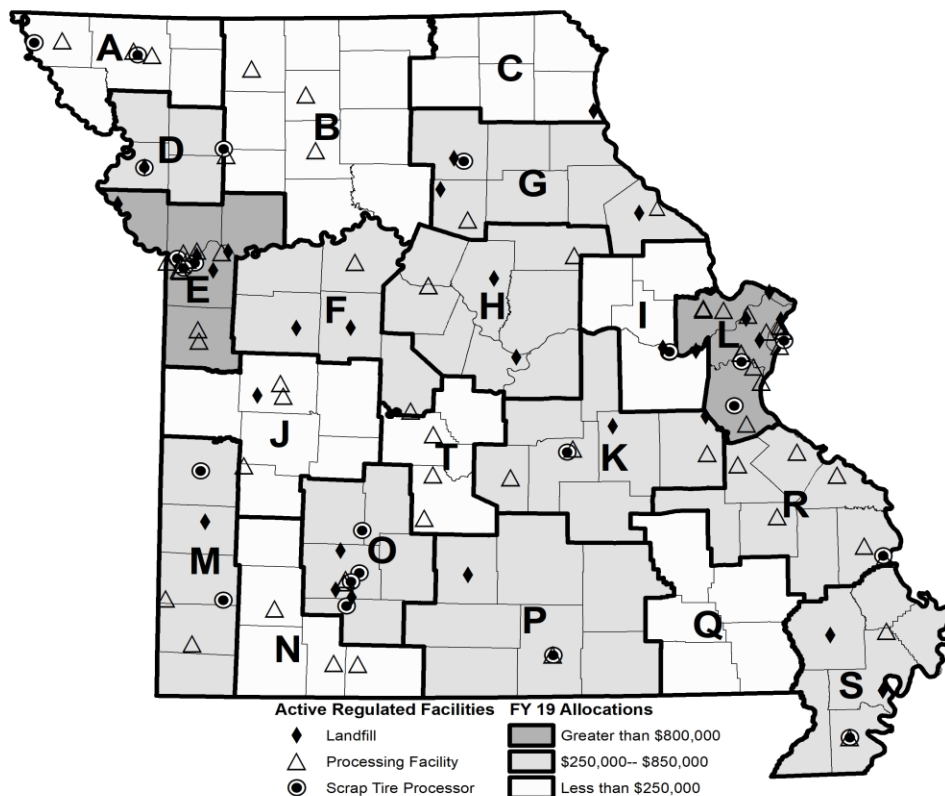 A
C
B
D
G
E
F
H
I
L
J
T
K
R
M
O
P
Q
N
S
Active Regulated Facilities FY 19 Allocations
Landfill Greater than $800,000
Processing Facility $250,000-- $850,000
Scrap Tire Processor Less than $250,000